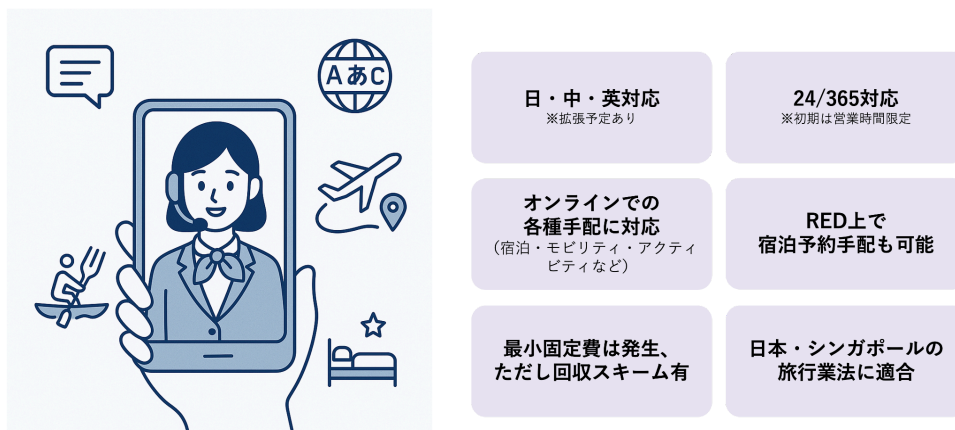 AあC
日・中・英対応
※拡張予定あり
24/365対応
※初期は営業時間限定
オンラインでの
各種手配に対応
（宿泊・モビリティ・アクティ
ビティなど）
RED上で
宿泊予約手配も可能
最小固定費は発生、
ただし回収スキーム有
日本・シンガポールの
旅行業法に適合